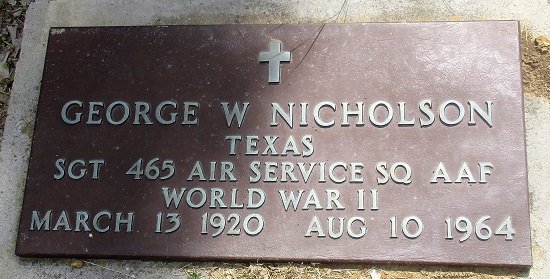 GEORGE W NICHOLSON
TEXAS
SGT 465 AIR SERVICE SQ AAF
WORLD WAR II
MARCH 13 1920 AUG 10 1964